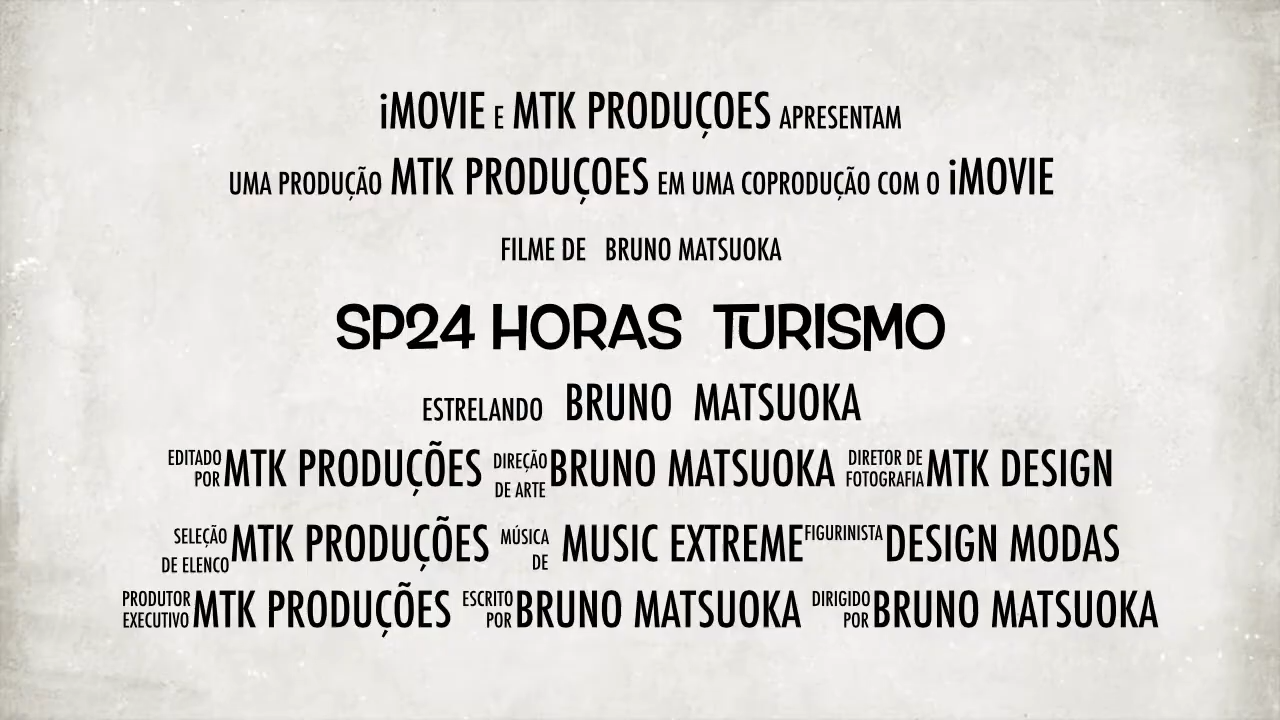 iMOVIE E MTK PRODUÇOES APRESENTAM
UMA PRODUÇÃO MTK PRODUÇOES EM UMA COPRODUÇÃO COM O iMOVIE
FILME DE BRUNO MATSUOKA
SP24 HORAS TURISMO
ESTRELANDO BRUNO MATSUOKA
EDITADO POR MTK PRODUÇÕES DIREÇÃO DE ARTE BRUNO MATSUOKA DIRETOR DE FOTOGRAFIA MTK DESIGN
SELEÇÃO DE ELENCO MTK PRODUÇÕES MÚSICA DE MUSIC EXTREME FIGURINISTA DESIGN MODAS
PRODUTOR EXECUTIVO MTK PRODUÇÕES ESCRITO POR BRUNO MATSUOKA DIRIGIDO POR BRUNO MATSUOKA